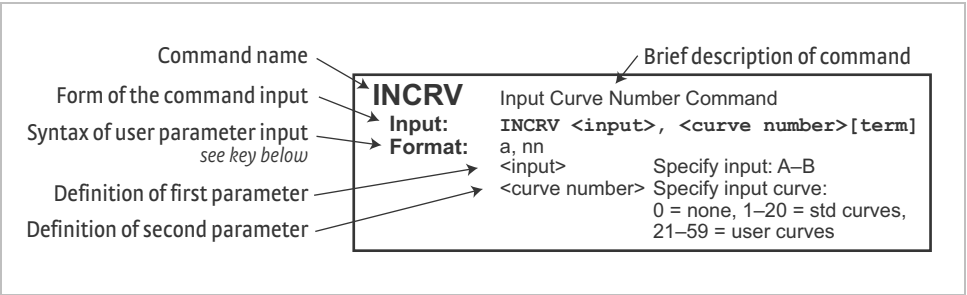 Command name
Brief description of command
Form of the command input
Syntax of user parameter input
see key below
Definition of first parameter
Definition of second parameter
INCRV Input Curve Number Command
Input: INCRV <input>, <curve number>[term]
Format: a, nn
<input> Specify input: A–B
<curve number> Specify input curve:
0 = none, 1–20 = std curves,
21–59 = user curves